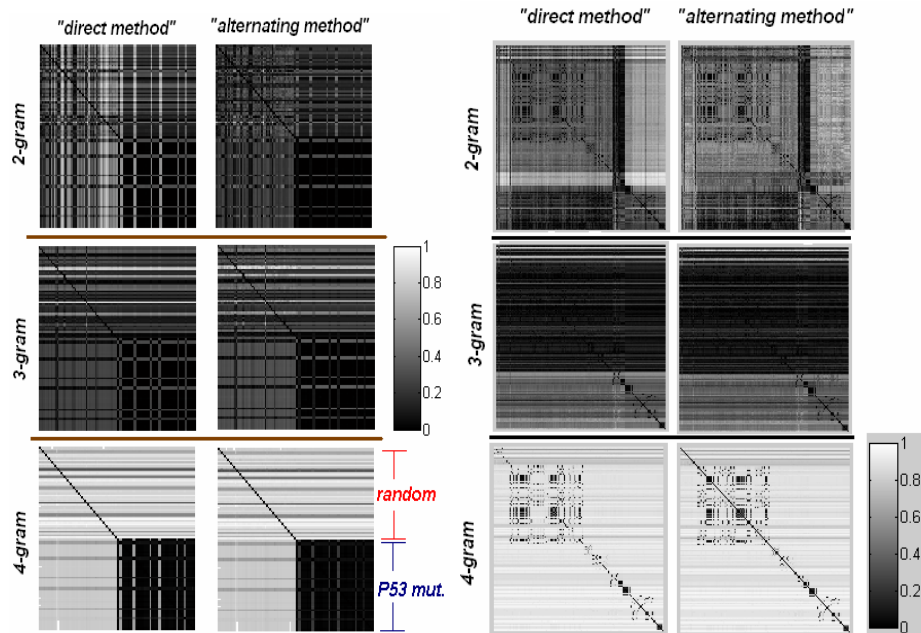 "direct method" "alternating method"
"direct method" "alternating method"
2-gram
2-gram
3-gram
1
0.8
0.6
0.4
0.2
0
3-gram
4-gram
random
P53 mut.
4-gram
1
0.8
0.6
0.4
0.2
0